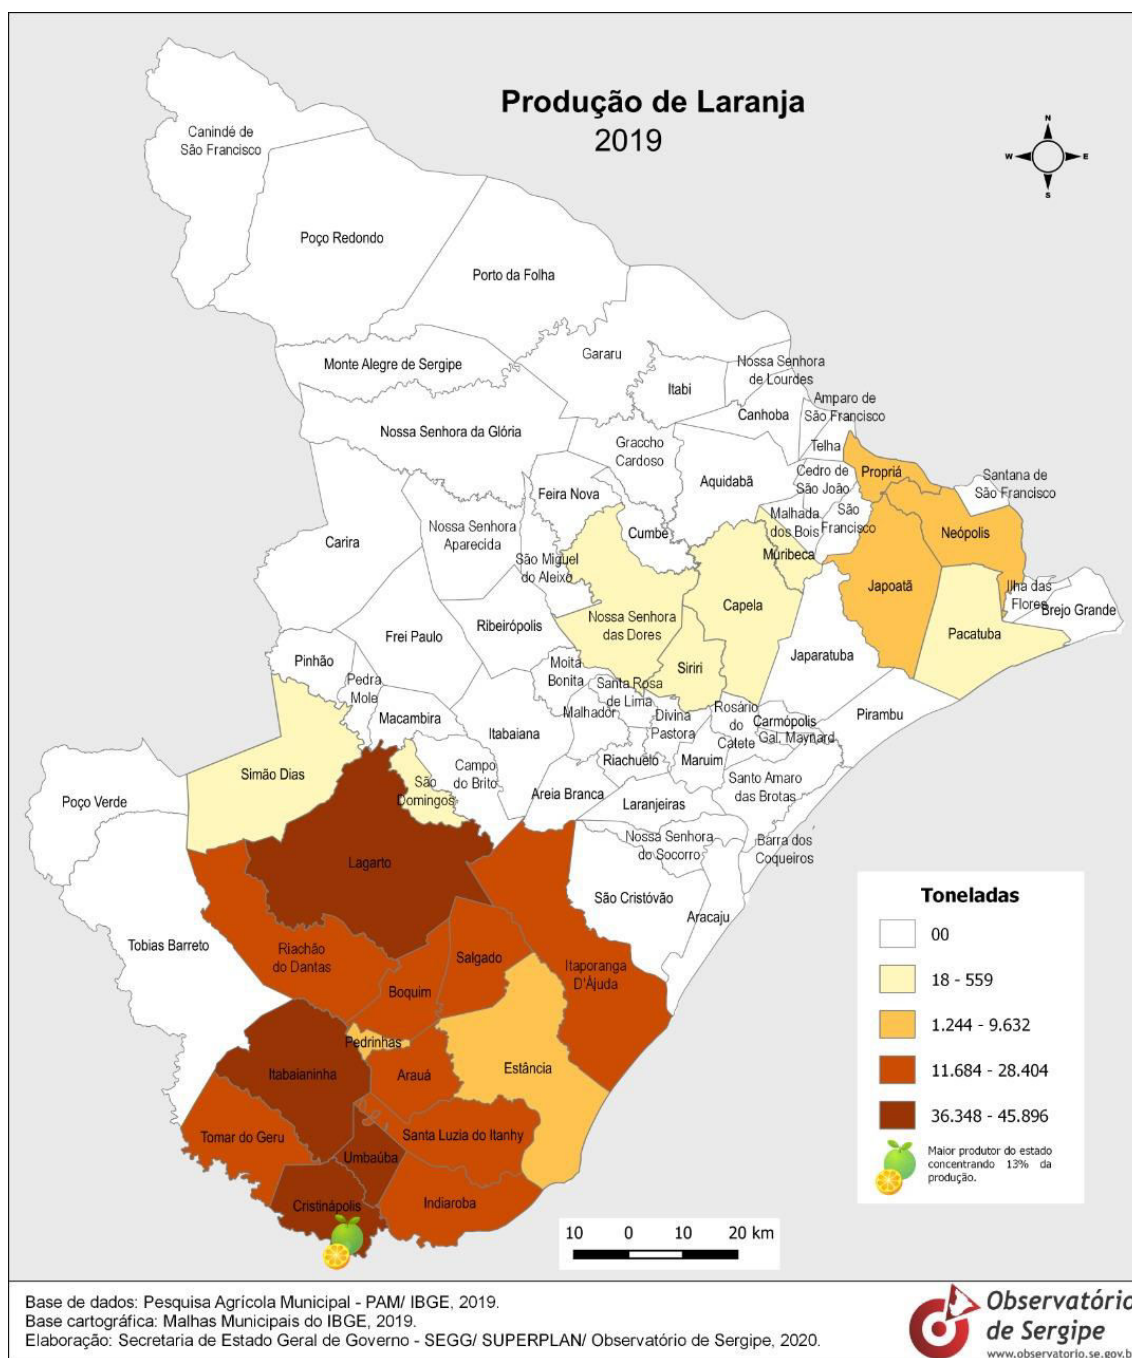 Produção de Laranja
2019
N
W
E
S
Canindé de
São Francisco
Poço Redondo
Porto da Folha
Gararu
Monte Alegre de Sergipe
Nossa Senhora
de Lourdes
Itabi
Amparo de
São Francisco
Canhoba
Nossa Senhora da Glória
Graccho
Cardoso
Telha
Propriá
Cedro de
São João
Santana de
São Francisco
Aquidabã
Feira Nova
São
Francisco
Malhada
dos Bois
Nossa Senhora
Aparecida
Cumbe
Neópolis
Carira
São Miguel
do Aleixo
Muribeca
Japoatã
Ilha das
Flores
Brejo Grande
Capela
Nossa Senhora
das Dores
Ribeirópolis
Frei Paulo
Pacatuba
Pinhão
Moita
Bonita
Siriri
Japaratuba
Pedra
Mole
Santa Rosa
de Lima
Macambira
Malhador
Divina
Pastora
Rosário
do
Catete
Carmópolis
Pirambu
Itabaiana
Gal. Maynard
Riachuelo
Maruim
Simão Dias
Campo
do Brito
São
Domingos
Santo Amaro
das Brotas
Poço Verde
Areia Branca
Laranjeiras
Nossa Senhora
do Socorro
Barra dos
Coqueiros
Lagarto
São Cristóvão
Aracaju
Tobias Barreto
Riachão
do Dantas
Salgado
Itaporanga
D'Àjuda
Boquim
Pedrinhas
Estância
Itabaianinha
Arauá
Tomar do Geru
Santa Luzia do Itanhy
Umbaúba
Cristinápolis
Indiaroba
Toneladas
00
18 - 559
1.244 - 9.632
11.684 - 28.404
36.348 - 45.896
Maior produtor do estado
concentrando 13% da
produção.
10 0 10 20 km
Base de dados: Pesquisa Agrícola Municipal - PAM/ IBGE, 2019.
Base cartográfica: Malhas Municipais do IBGE, 2019.
Elaboração: Secretaria de Estado Geral de Governo - SEGG/ SUPERPLAN/ Observatório de Sergipe, 2020.
Observatório
de Sergipe
www.observatorio.se.gov.b